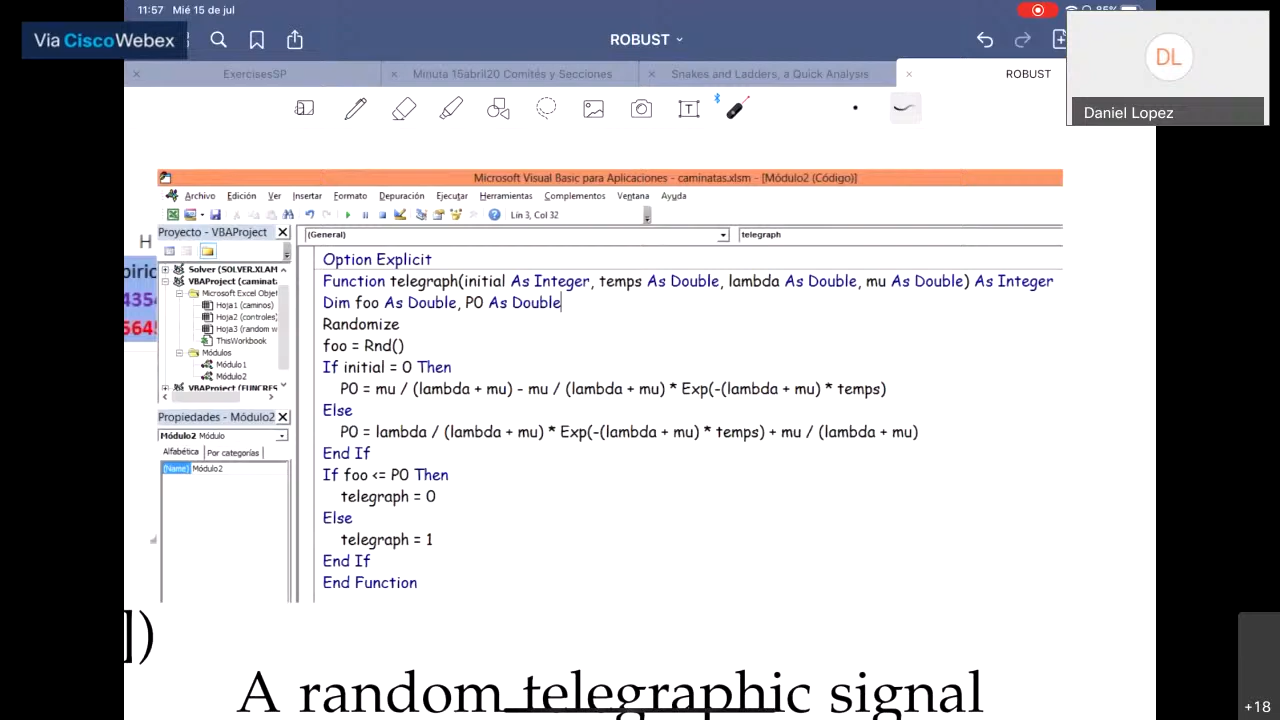 11:57 Mié 15 de jul
85%
Via CiscoWebex
ROBUST
ExercisesSP
Minuta 15abril20 Comités y Secciones
Snakes and Ladders, a Quick Analysis
ROBUST
DL
Daniel Lopez
Microsoft Visual Basic para Aplicaciones - caminatas.xlsm - [Módulo2 (Código)]
Archivo Edición Ver Insertar Formato Depuración Ejecutar Herramientas Complementos Ventana Ayuda
Lín 3, Col 32
Proyecto - VBAProject
(General)
telegraph
H
Solver (SOLVER.XLAM
VBAProject (caminat
Microsoft Excel Objet
Hoja1 (caminos)
Hoja2 (controles)
Hoja3 (random w
ThisWorkbook
Módulos
Módulo1
Módulo2
VBAProject (FUNCRES
Propiedades - Módulo2
Módulo2 Módulo
Alfabética Por categorías
(Name) Módulo2
Option Explicit
Function telegraph(initial As Integer, temps As Double, lambda As Double, mu As Double) As Integer
Dim foo As Double, P0 As Double
Randomize
foo = Rnd()
If initial = 0 Then
P0 = mu / (lambda + mu) - mu / (lambda + mu) * Exp(-(lambda + mu) * temps)
Else
P0 = lambda / (lambda + mu) * Exp(-(lambda + mu) * temps) + mu / (lambda + mu)
End If
If foo <= P0 Then
telegraph = 0
Else
telegraph = 1
End If
End Function
])
A random telegraphic signal
+18